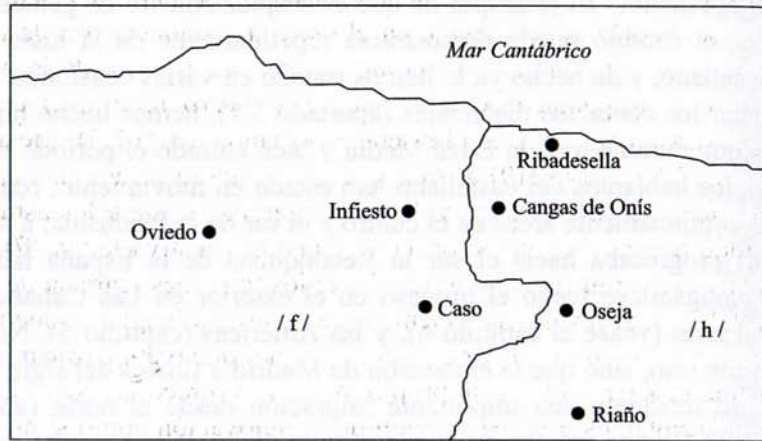 Mar Cantábrico
Ribadesella
Infiesto
Cangas de Onís
Oviedo
Caso
Oseja
/ f /
/ h /
Riaño